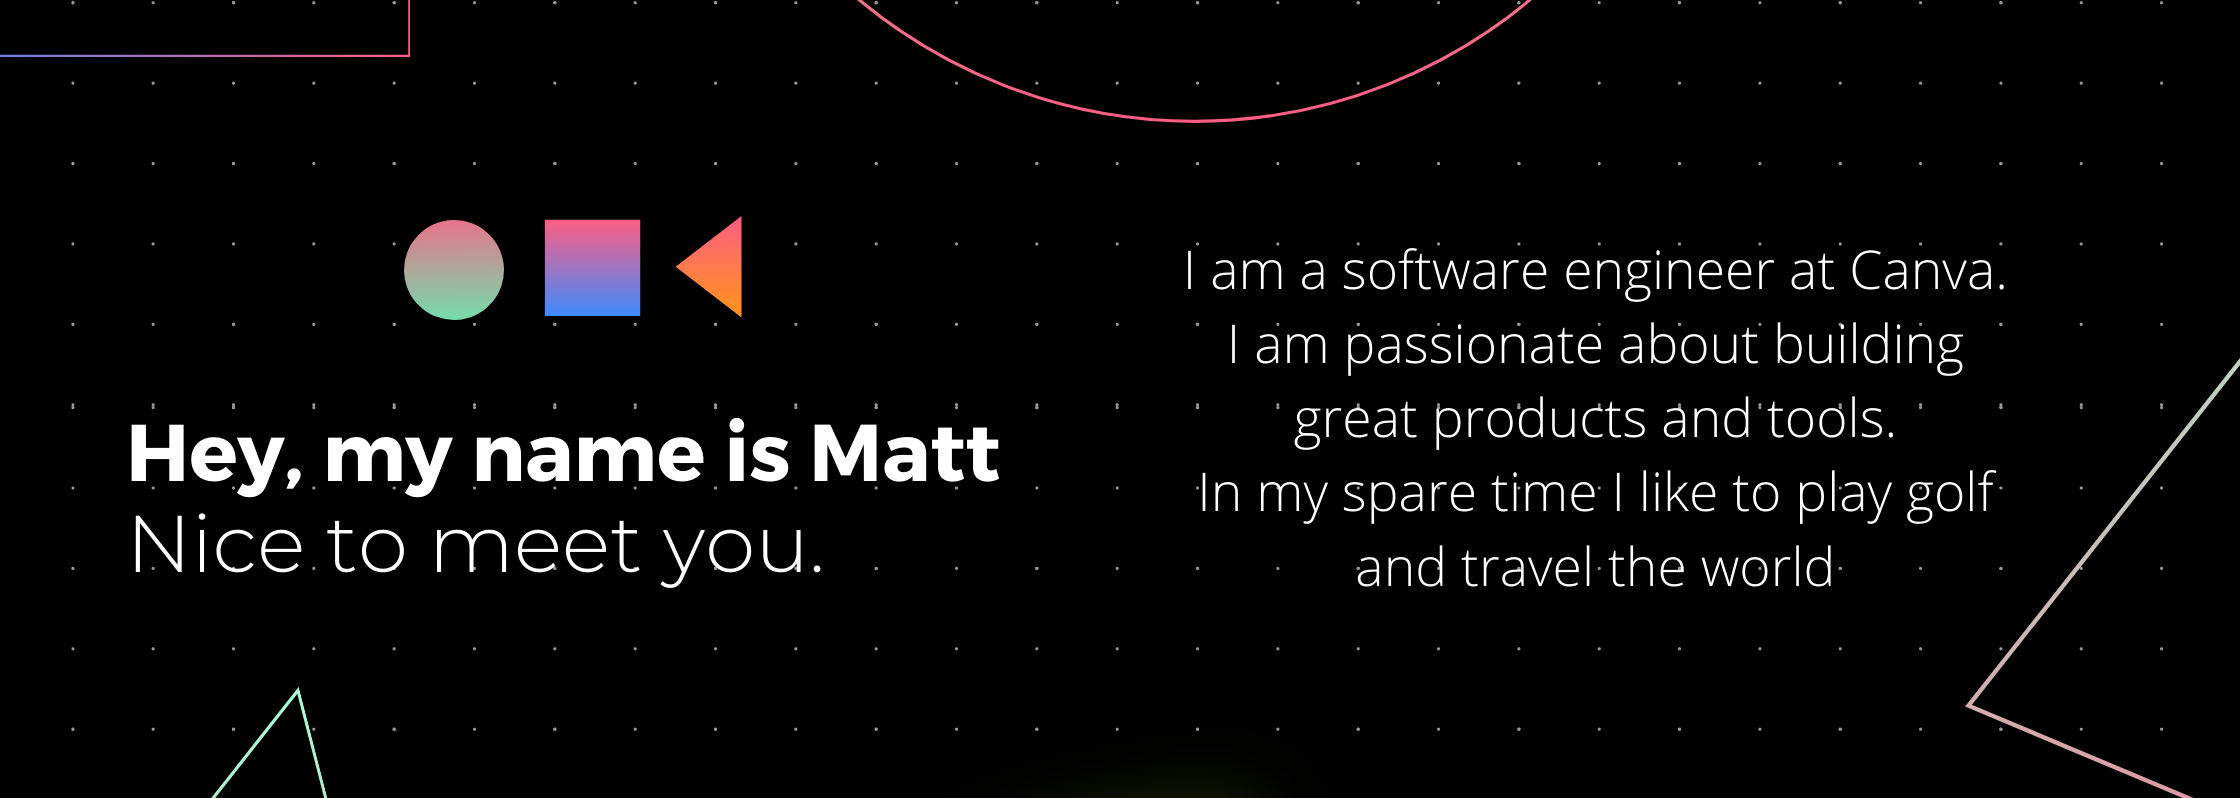 Hey, my name is Matt
Nice to meet you.
I am a software engineer at Canva.
I am passionate about building
great products and tools.
In my spare time I like to play golf
and travel the world